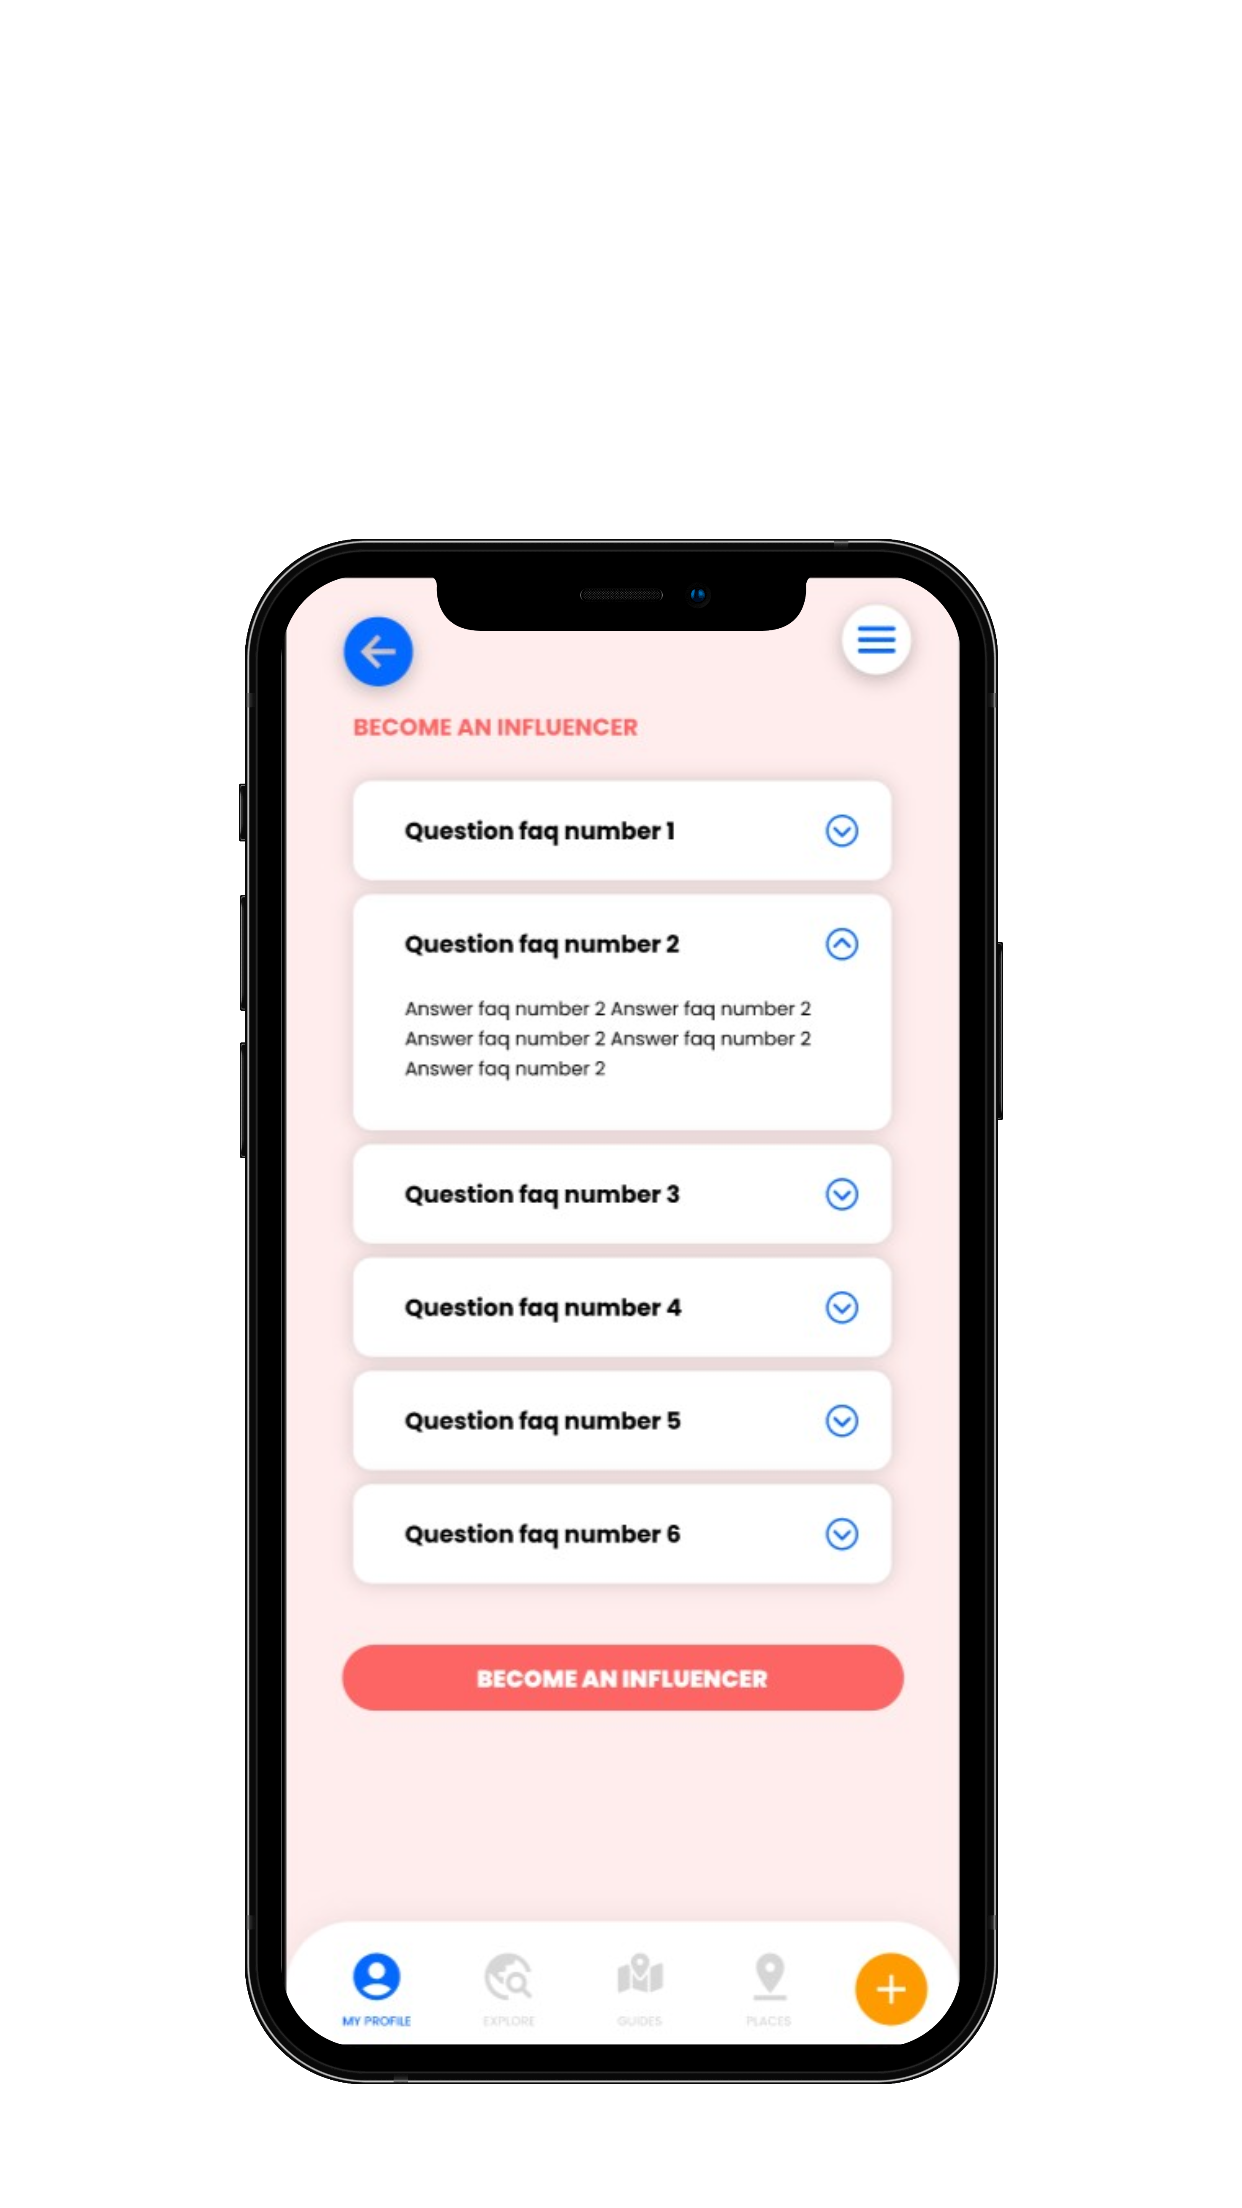 BECOME AN INFLUENCER
Question faq number 1
Question faq number 2
Answer faq number 2 Answer faq number 2
Answer faq number 2 Answer faq number 2
Answer faq number 2
Question faq number 3
Question faq number 4
Question faq number 5
Question faq number 6
BECOME AN INFLUENCER
MY PROFILE
EXPLORE
GUIDES
PLACES